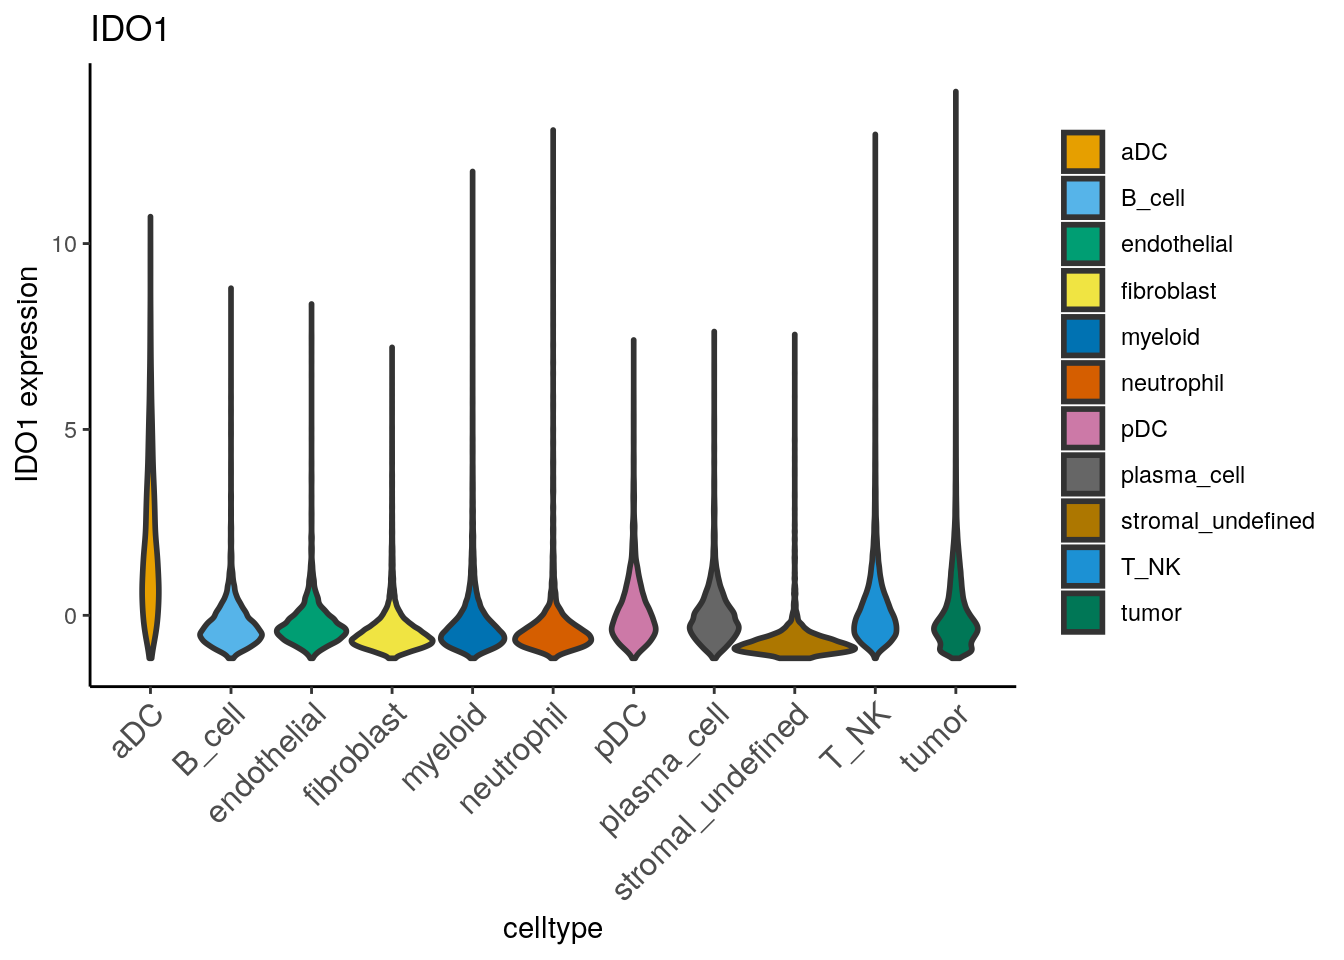 IDO1
IDO1 expression
10
5
0
aDC
B_cell
endothelial
fibroblast
myeloid
neutrophil
pDC
plasma_cell
stromal_undefined
T_NK
tumor
celltype
aDC
B_cell
endothelial
fibroblast
myeloid
neutrophil
pDC
plasma_cell
stromal_undefined
T_NK
tumor